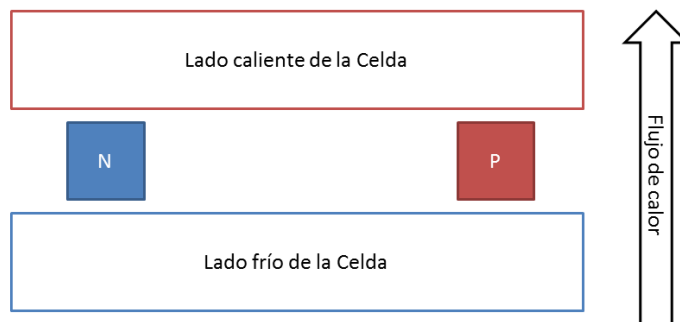 Lado caliente de la Celda
N
P
Flujo de calor
Lado frío de la Celda